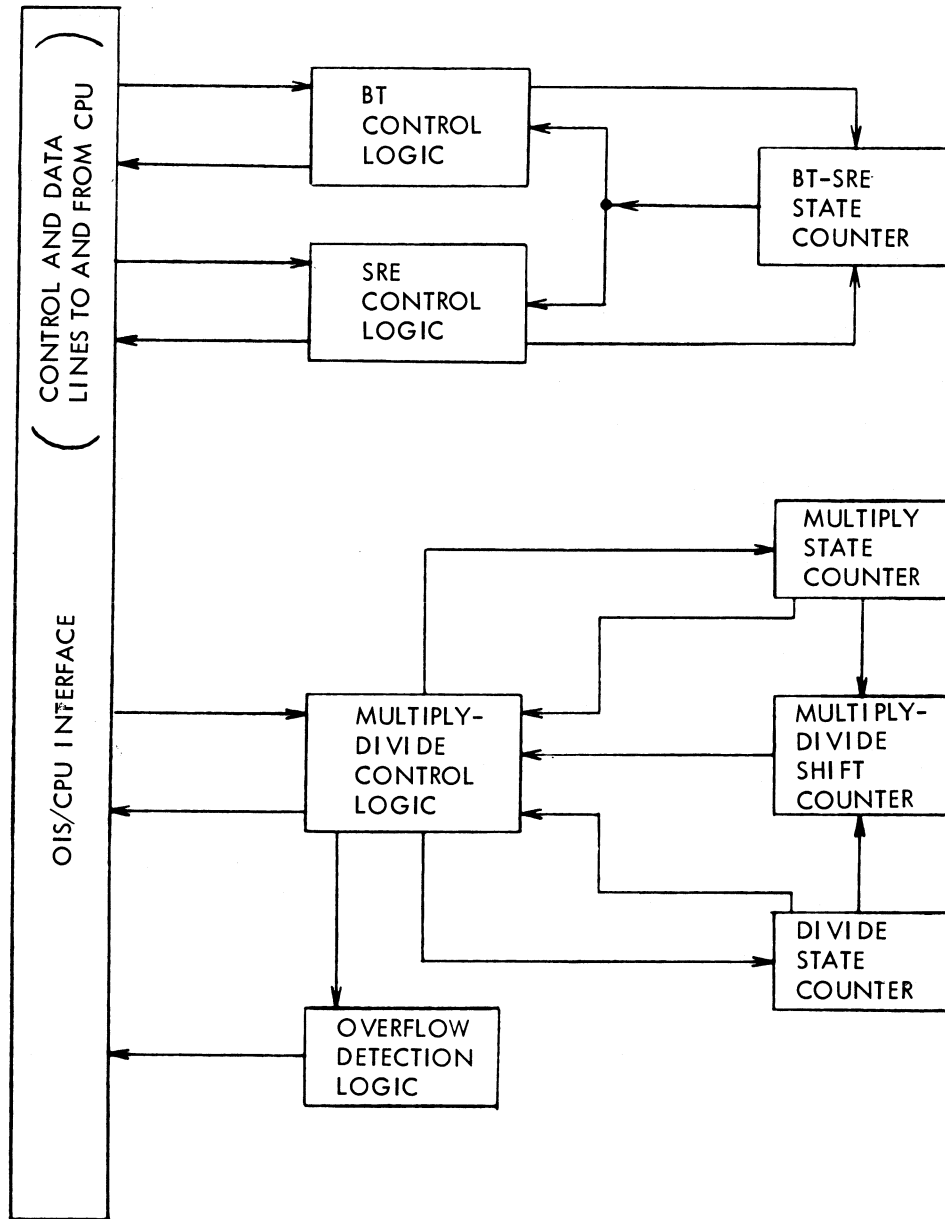 OIS/CPU INTERFACE
(CONTROL AND DATA
LINES TO AND FROM CPU)
BT
CONTROL
LOGIC
BT-SRE
STATE
COUNTER
SRE
CONTROL
LOGIC
MULTIPLY
STATE
COUNTER
MULTIPLY-
DIVIDE
CONTROL
LOGIC
MULTIPLY-
DIVIDE
SHIFT
COUNTER
DIVIDE
STATE
COUNTER
OVERFLOW
DETECTION
LOGIC